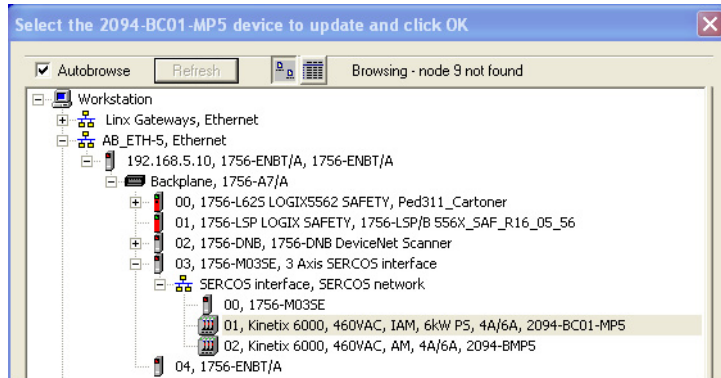 Select the 2094-BC01-MP5 device to update and click OK
Autobrowse Refresh Browsing - node 9 not found
Workstation
Linx Gateways, Ethernet
AB_ETH-5, Ethernet
192.168.5.10, 1756-ENBT/A, 1756-ENBT/A
Backplane, 1756-A7/A
00, 1756-L62S LOGIX5562 SAFETY, Ped311_Cartoner
01, 1756-LSP LOGIX SAFETY, 1756-LSP/B 556X_SAF_R16_05_56
02, 1756-DNB, 1756-DNB DeviceNet Scanner
03, 1756-M03SE, 3 Axis SERCOS interface
SERCOS interface, SERCOS network
00, 1756-M03SE
01, Kinetix 6000, 460VAC, IAM, 6kW PS, 4A/6A, 2094-BC01-MP5
02, Kinetix 6000, 460VAC, AM, 4A/6A, 2094-BMP5
04, 1756-ENBT/A